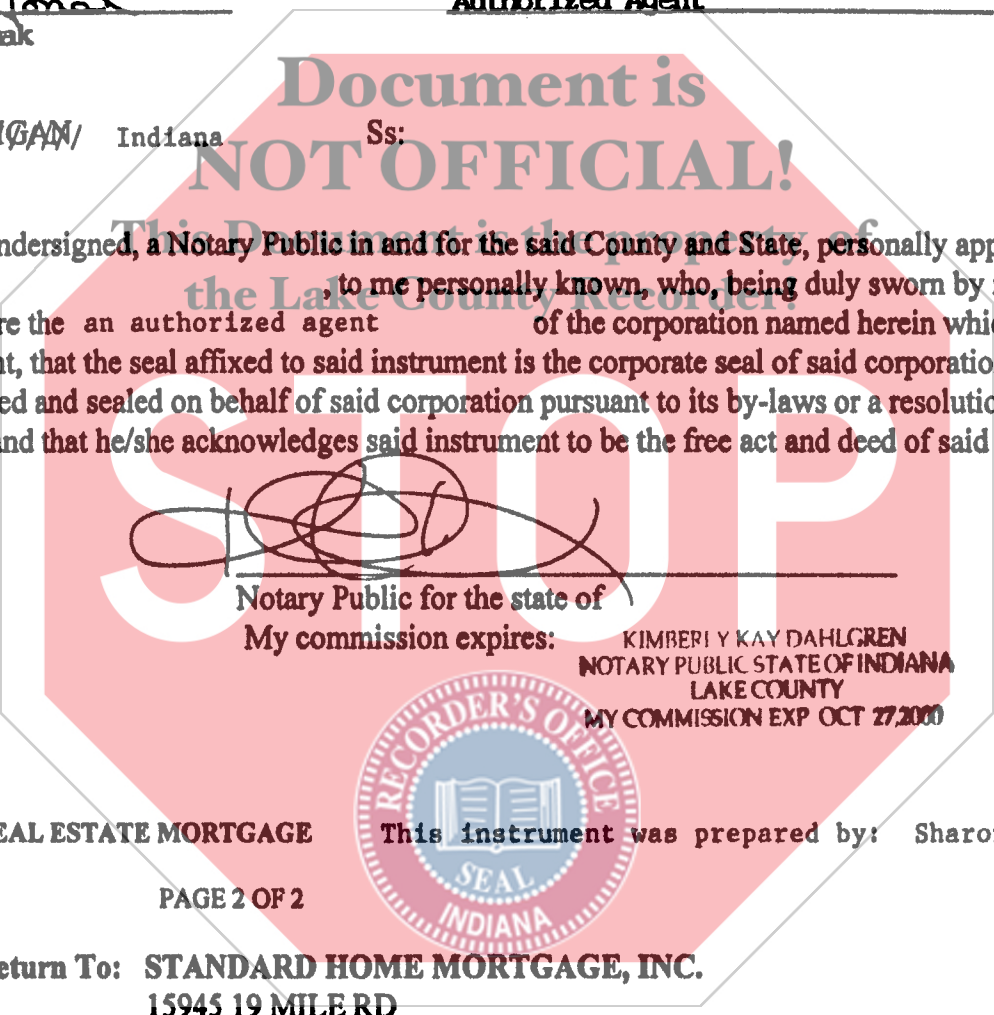 Authorized Agent
ak
IGAN/ Indiana Ss:
Document is
NOT OFFICIAL!
This Document is the property of
the Lake County Recorder!
ndersigned, a Notary Public in and for the said County and State, personally app
, to me personally known, who, being duly sworn by
re the an authorized agent of the corporation named herein whic
nt, that the seal affixed to said instrument is the corporate seal of said corporatio
ed and sealed on behalf of said corporation pursuant to its by-laws or a resolutio
and that he/she acknowledges said instrument to be the free act and deed of said
STOP
Notary Public for the state of
My commission expires:
KIMBERLY KAY DAHLGREN
NOTARY PUBLIC STATE OF INDIANA
LAKE COUNTY
MY COMMISSION EXP OCT 27,2000
RECORDER'S OFFICE
SEAL
INDIANA
EAL ESTATE MORTGAGE This instrument was prepared by: Sharo
PAGE 2 OF 2
eturn To: STANDARD HOME MORTGAGE, INC.
15945 19 MILE RD